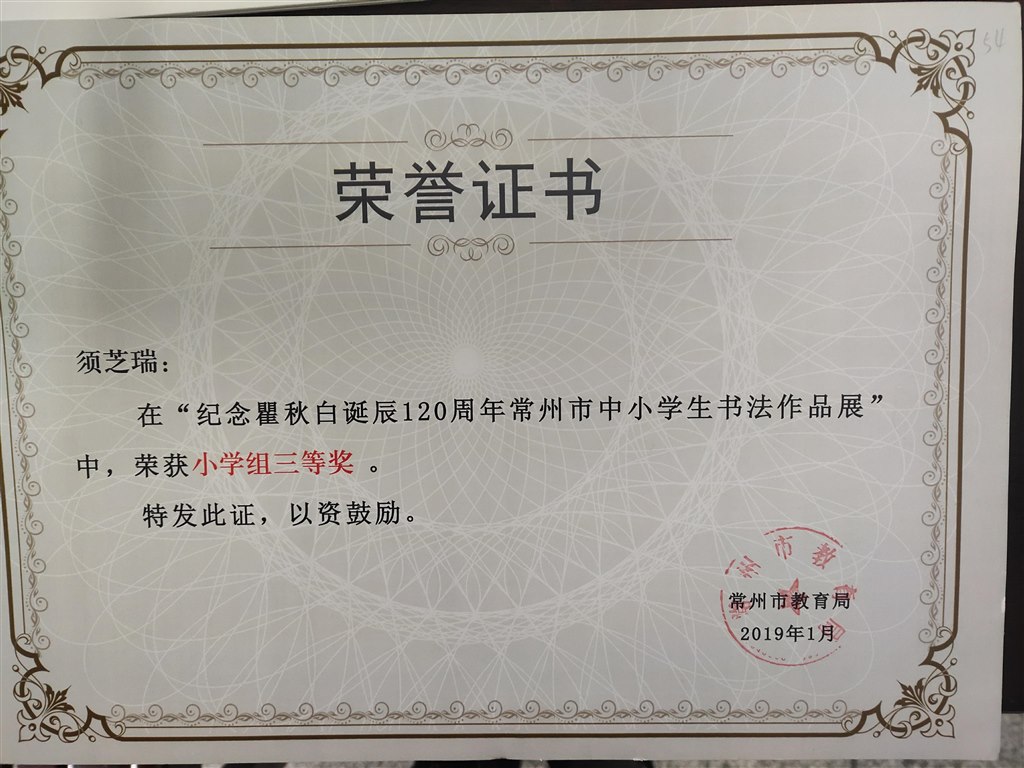 54
荣誉证书
须芝瑞：
在“纪念瞿秋白诞辰120周年常州市中小学生书法作品展”
中，荣获小学组三等奖 。
特发此证，以资鼓励。
常州市教育局
2019年1月